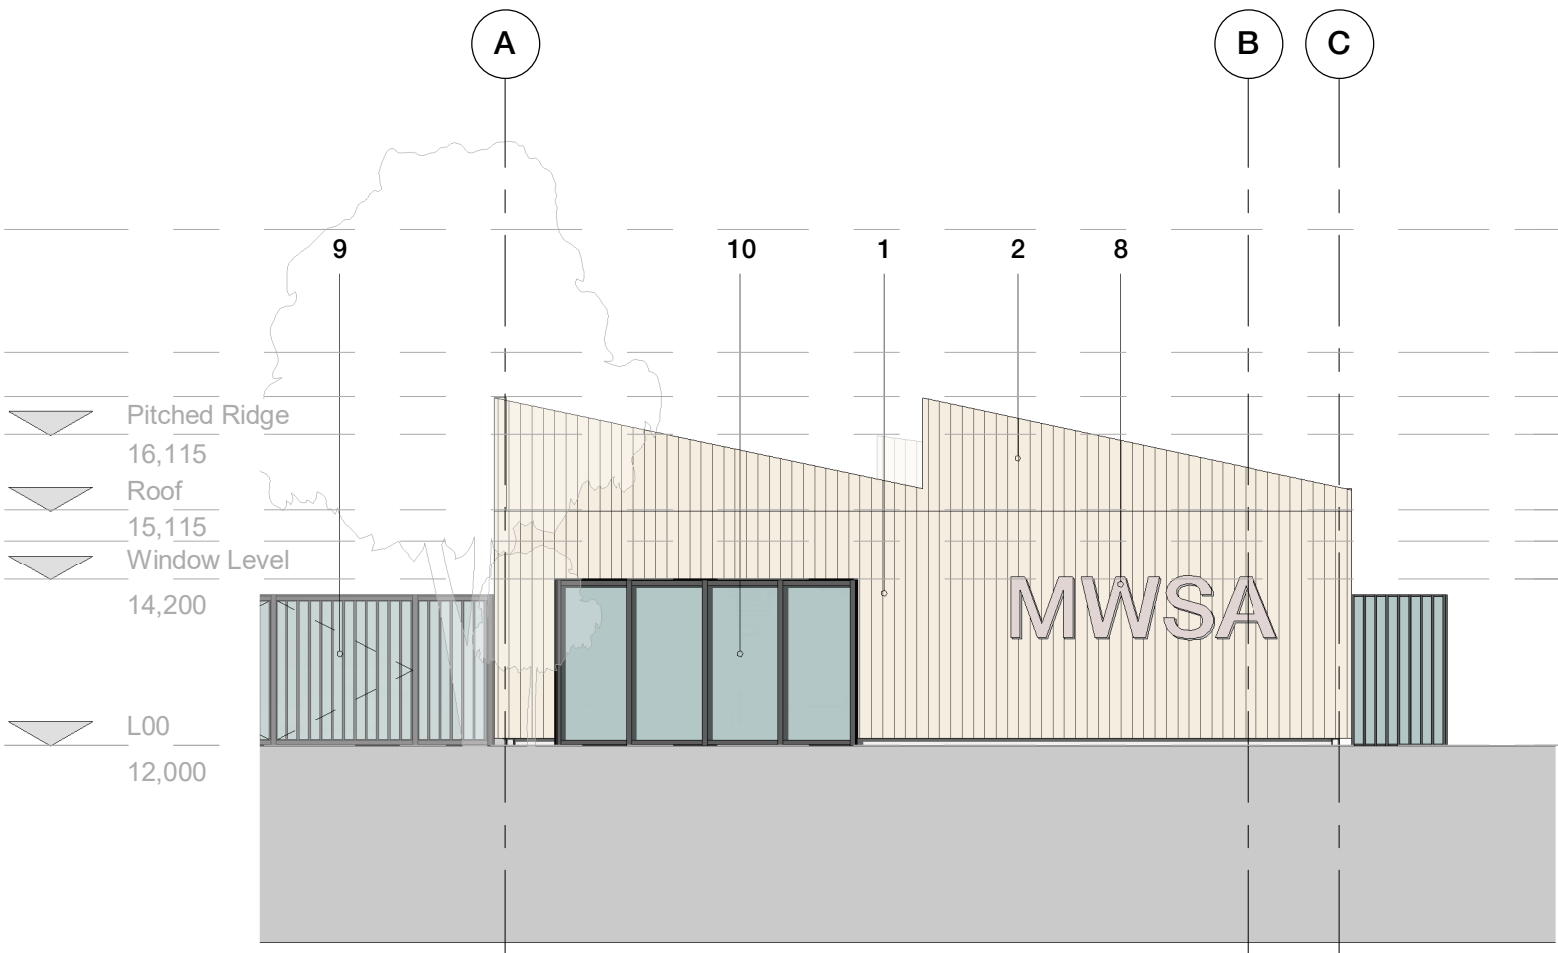 A B C
9 10 1 2 8
Pitched Ridge
16,115
Roof
15,115
Window Level
14,200
MWSA
L00
12,000